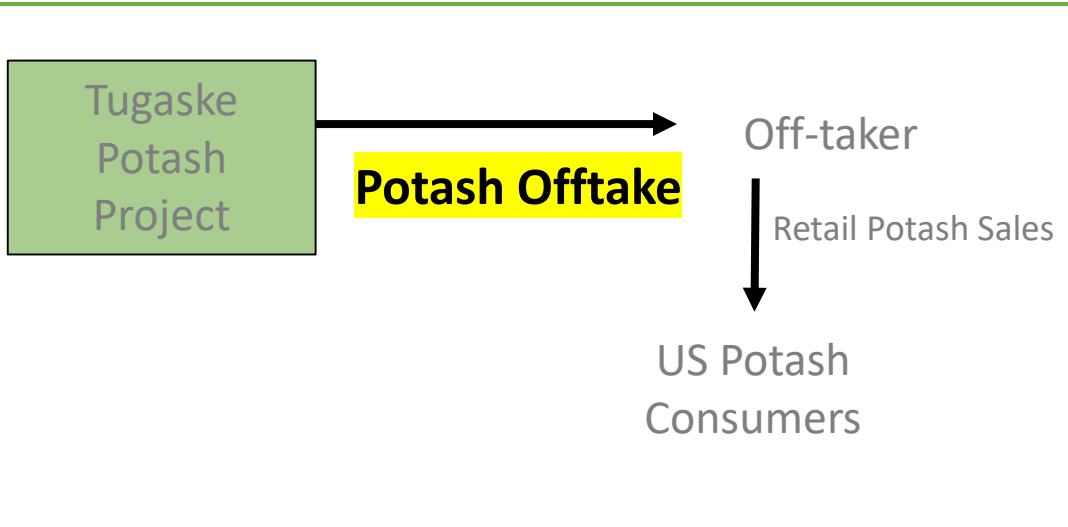 Tugaske
Potash
Project
Potash Offtake
Off-taker
Retail Potash Sales
US Potash
Consumers